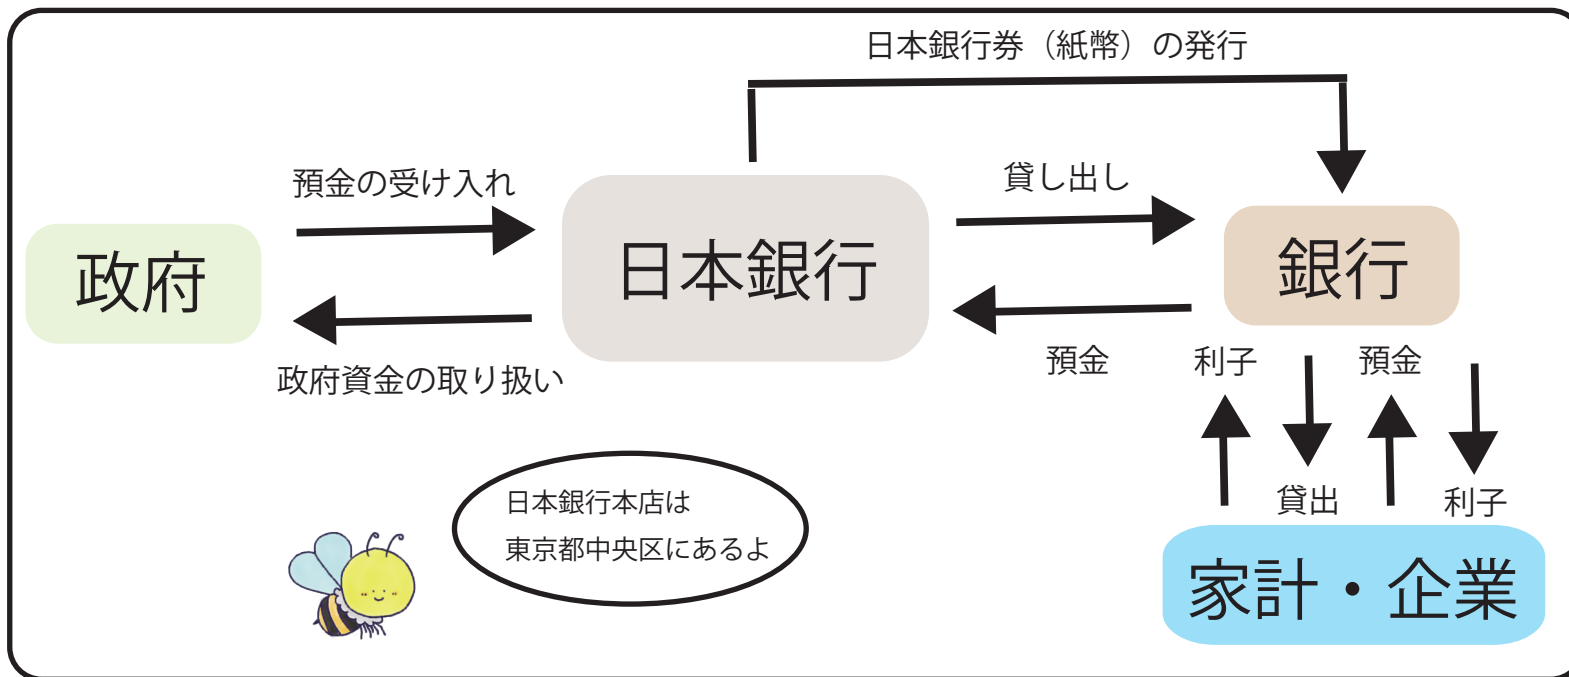 日本銀行券（紙幣）の発行
預金の受け入れ
貸し出し
政府
日本銀行
銀行
政府資金の取り扱い
預金
利子
預金
貸出
利子
日本銀行本店は
東京都中央区にあるよ
家計・企業